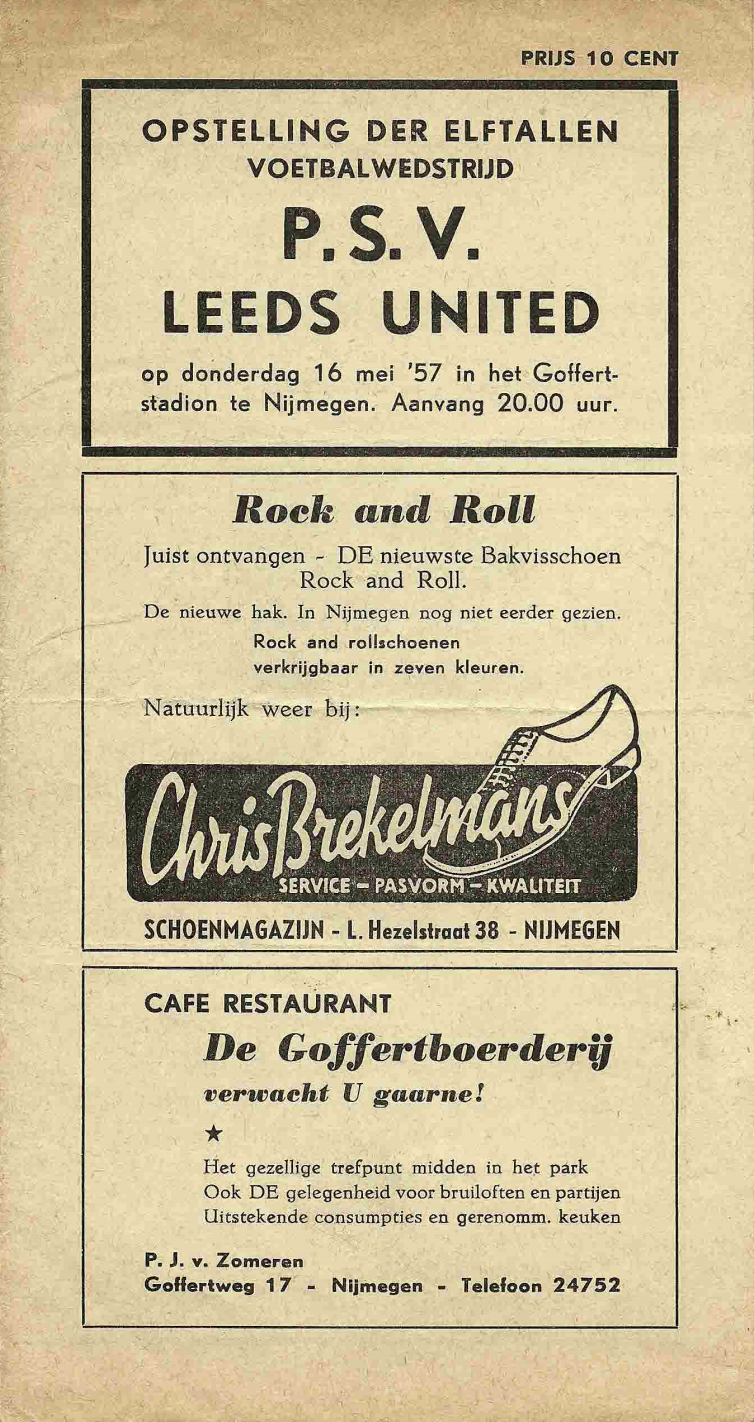 PRIJS 10 CENT
OPSTELLING DER ELFTALLEN
VOETBALWEDSTRIJD
P.S.V.
LEEDS UNITED
op donderdag 16 mei '57 in het Goffert-
stadion te Nijmegen. Aanvang 20.00 uur.
Rock and Roll
Juist ontvangen - DE nieuwste Bakvisschoen
Rock and Roll.
De nieuwe hak. In Nijmegen nog niet eerder gezien.
Rock and rollschoenen
verkrijgbaar in zeven kleuren.
Natuurlijk weer bij:
Chris Brekelmans
SERVICE - PASVORM - KWALITEIT
SCHOENMAGAZIJN - L. Hezelstraat 38 - NIJMEGEN
CAFE RESTAURANT
De Goffertboerderij
verwacht U gaarne!
Het gezellige trefpunt midden in het park
Ook DE gelegenheid voor bruiloften en partijen
Uitstekende consumpties en gerenomm. keuken
P. J. v. Zomeren
Goffertweg 17 - Nijmegen - Telefoon 24752